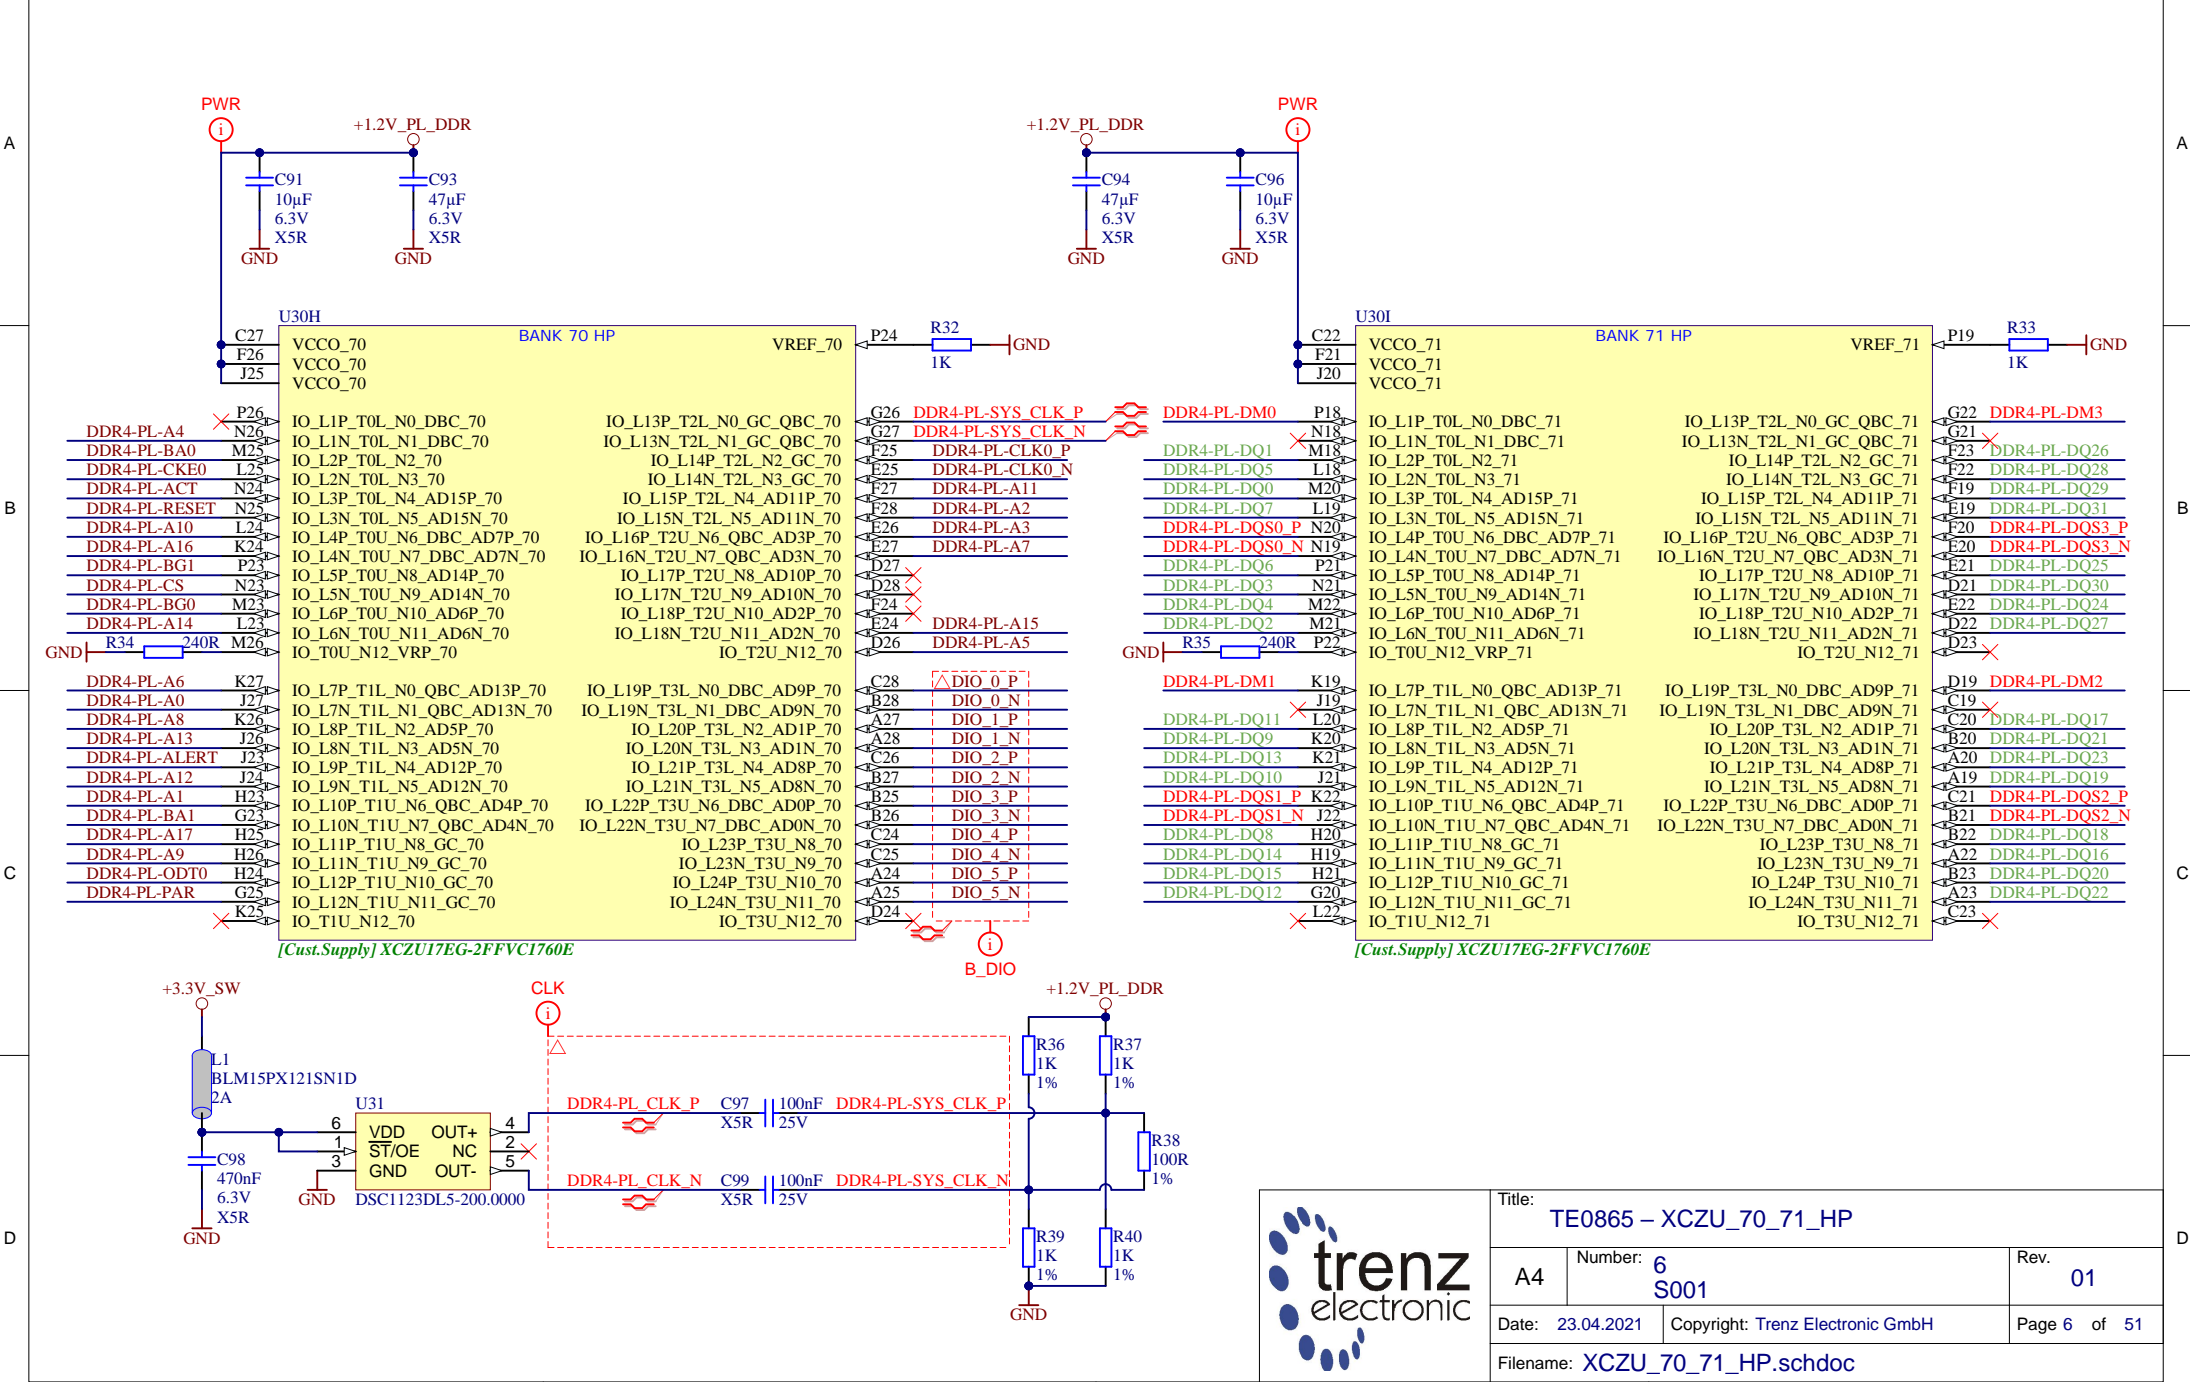 PWR
+1.2V_PL_DDR
C91
10µF
6.3V
X5R
GND
C93
47µF
6.3V
X5R
GND
+1.2V_PL_DDR
PWR
C94
47µF
6.3V
X5R
GND
C96
10µF
6.3V
X5R
GND
A
A
B
B
C
C
D
D
U30H
BANK 70 HP
C27 VCCO_70
F26 VCCO_70
J25 VCCO_70
P26 IO_L1P_T0L_N0_DBC_70
DDR4-PL-A4 N26 IO_L1N_T0L_N1_DBC_70
DDR4-PL-BA0 M25 IO_L2P_T0L_N2_70
DDR4-PL-CKE0 L25 IO_L2N_T0L_N3_70
DDR4-PL-ACT N24 IO_L3P_T0L_N4_AD15P_70
DDR4-PL-RESET N25 IO_L3N_T0L_N5_AD15N_70
DDR4-PL-A10 L24 IO_L4P_T0U_N6_DBC_AD7P_70
DDR4-PL-A16 K24 IO_L4N_T0U_N7_DBC_AD7N_70
DDR4-PL-BG1 P23 IO_L5P_T0U_N8_AD14P_70
DDR4-PL-CS N23 IO_L5N_T0U_N9_AD14N_70
DDR4-PL-BG0 M23 IO_L6P_T0U_N10_AD6P_70
DDR4-PL-A14 L23 IO_L6N_T0U_N11_AD6N_70
GND R34 240R M26 IO_T0U_N12_VRP_70
DDR4-PL-A6 K27 IO_L7P_T1L_N0_QBC_AD13P_70
DDR4-PL-A0 J27 IO_L7N_T1L_N1_QBC_AD13N_70
DDR4-PL-A8 K26 IO_L8P_T1L_N2_AD5P_70
DDR4-PL-A13 J26 IO_L8N_T1L_N3_AD5N_70
DDR4-PL-ALERT J23 IO_L9P_T1L_N4_AD12P_70
DDR4-PL-A12 J24 IO_L9N_T1L_N5_AD12N_70
DDR4-PL-A1 H23 IO_L10P_T1U_N6_QBC_AD4P_70
DDR4-PL-BA1 G23 IO_L10N_T1U_N7_QBC_AD4N_70
DDR4-PL-A17 H25 IO_L11P_T1U_N8_GC_70
DDR4-PL-A9 H26 IO_L11N_T1U_N9_GC_70
DDR4-PL-ODT0 H24 IO_L12P_T1U_N10_GC_70
DDR4-PL-PAR G25 IO_L12N_T1U_N11_GC_70
K25 IO_T1U_N12_70
VREF_70 P24 R32 1K GND
IO_L13P_T2L_N0_GC_QBC_70 G26 DDR4-PL-SYS_CLK_P
IO_L13N_T2L_N1_GC_QBC_70 G27 DDR4-PL-SYS_CLK_N
IO_L14P_T2L_N2_GC_70 F25 DDR4-PL-CLK0_P
IO_L14N_T2L_N3_GC_70 E25 DDR4-PL-CLK0_N
IO_L15P_T2L_N4_AD11P_70 F27 DDR4-PL-A11
IO_L15N_T2L_N5_AD11N_70 F28 DDR4-PL-A2
IO_L16P_T2U_N6_QBC_AD3P_70 E26 DDR4-PL-A3
IO_L16N_T2U_N7_QBC_AD3N_70 E27 DDR4-PL-A7
IO_L17P_T2U_N8_AD10P_70 D27
IO_L17N_T2U_N9_AD10N_70 D28
IO_L18P_T2U_N10_AD2P_70 F24
IO_L18N_T2U_N11_AD2N_70 E24 DDR4-PL-A15
IO_T2U_N12_70 D26 DDR4-PL-A5
IO_L19P_T3L_N0_DBC_AD9P_70 C28 DIO_0_P
IO_L19N_T3L_N1_DBC_AD9N_70 B28 DIO_0_N
IO_L20P_T3L_N2_AD1P_70 A27 DIO_1_P
IO_L20N_T3L_N3_AD1N_70 A28 DIO_1_N
IO_L21P_T3L_N4_AD8P_70 C26 DIO_2_P
IO_L21N_T3L_N5_AD8N_70 B27 DIO_2_N
IO_L22P_T3U_N6_DBC_AD0P_70 B25 DIO_3_P
IO_L22N_T3U_N7_DBC_AD0N_70 B26 DIO_3_N
IO_L23P_T3U_N8_70 C24 DIO_4_P
IO_L23N_T3U_N9_70 C25 DIO_4_N
IO_L24P_T3U_N10_70 A24 DIO_5_P
IO_L24N_T3U_N11_70 A25 DIO_5_N
IO_T3U_N12_70 D24
B_DIO
[Cust.Supply] XCZU17EG-2FFVC1760E
U30I
BANK 71 HP
C22 VCCO_71
F21 VCCO_71
J20 VCCO_71
DDR4-PL-DM0 P18 IO_L1P_T0L_N0_DBC_71
N18 IO_L1N_T0L_N1_DBC_71
DDR4-PL-DQ1 M18 IO_L2P_T0L_N2_71
DDR4-PL-DQ5 L18 IO_L2N_T0L_N3_71
DDR4-PL-DQ0 M20 IO_L3P_T0L_N4_AD15P_71
DDR4-PL-DQ7 L19 IO_L3N_T0L_N5_AD15N_71
DDR4-PL-DQS0_P N20 IO_L4P_T0U_N6_DBC_AD7P_71
DDR4-PL-DQS0_N N19 IO_L4N_T0U_N7_DBC_AD7N_71
DDR4-PL-DQ6 P21 IO_L5P_T0U_N8_AD14P_71
DDR4-PL-DQ3 N21 IO_L5N_T0U_N9_AD14N_71
DDR4-PL-DQ4 M22 IO_L6P_T0U_N10_AD6P_71
DDR4-PL-DQ2 M21 IO_L6N_T0U_N11_AD6N_71
GND R35 240R P22 IO_T0U_N12_VRP_71
DDR4-PL-DM1 K19 IO_L7P_T1L_N0_QBC_AD13P_71
J19 IO_L7N_T1L_N1_QBC_AD13N_71
DDR4-PL-DQ11 L20 IO_L8P_T1L_N2_AD5P_71
DDR4-PL-DQ9 K20 IO_L8N_T1L_N3_AD5N_71
DDR4-PL-DQ13 K21 IO_L9P_T1L_N4_AD12P_71
DDR4-PL-DQ10 J21 IO_L9N_T1L_N5_AD12N_71
DDR4-PL-DQS1_P K22 IO_L10P_T1U_N6_QBC_AD4P_71
DDR4-PL-DQS1_N J22 IO_L10N_T1U_N7_QBC_AD4N_71
DDR4-PL-DQ8 H20 IO_L11P_T1U_N8_GC_71
DDR4-PL-DQ14 H19 IO_L11N_T1U_N9_GC_71
DDR4-PL-DQ15 H21 IO_L12P_T1U_N10_GC_71
DDR4-PL-DQ12 G20 IO_L12N_T1U_N11_GC_71
L22 IO_T1U_N12_71
VREF_71 P19 R33 1K GND
IO_L13P_T2L_N0_GC_QBC_71 G22 DDR4-PL-DM3
IO_L13N_T2L_N1_GC_QBC_71 G21
IO_L14P_T2L_N2_GC_71 F23 DDR4-PL-DQ26
IO_L14N_T2L_N3_GC_71 F22 DDR4-PL-DQ28
IO_L15P_T2L_N4_AD11P_71 F19 DDR4-PL-DQ29
IO_L15N_T2L_N5_AD11N_71 E19 DDR4-PL-DQ31
IO_L16P_T2U_N6_QBC_AD3P_71 F20 DDR4-PL-DQS3_P
IO_L16N_T2U_N7_QBC_AD3N_71 E20 DDR4-PL-DQS3_N
IO_L17P_T2U_N8_AD10P_71 E21 DDR4-PL-DQ25
IO_L17N_T2U_N9_AD10N_71 D21 DDR4-PL-DQ30
IO_L18P_T2U_N10_AD2P_71 E22 DDR4-PL-DQ24
IO_L18N_T2U_N11_AD2N_71 D22 DDR4-PL-DQ27
IO_T2U_N12_71 D23
IO_L19P_T3L_N0_DBC_AD9P_71 D19 DDR4-PL-DM2
IO_L19N_T3L_N1_DBC_AD9N_71 C19
IO_L20P_T3L_N2_AD1P_71 C20 DDR4-PL-DQ17
IO_L20N_T3L_N3_AD1N_71 B20 DDR4-PL-DQ21
IO_L21P_T3L_N4_AD8P_71 A20 DDR4-PL-DQ23
IO_L21N_T3L_N5_AD8N_71 A19 DDR4-PL-DQ19
IO_L22P_T3U_N6_DBC_AD0P_71 C21 DDR4-PL-DQS2_P
IO_L22N_T3U_N7_DBC_AD0N_71 B21 DDR4-PL-DQS2_N
IO_L23P_T3U_N8_71 B22 DDR4-PL-DQ18
IO_L23N_T3U_N9_71 A22 DDR4-PL-DQ16
IO_L24P_T3U_N10_71 B23 DDR4-PL-DQ20
IO_L24N_T3U_N11_71 A23 DDR4-PL-DQ22
IO_T3U_N12_71 C23
[Cust.Supply] XCZU17EG-2FFVC1760E
+3.3V_SW
L1
BLM15PX121SN1D
2A
C98
470nF
6.3V
X5R
GND
U31
6 VDD OUT+ 4
1 ST/OE NC 2
3 GND OUT- 5
GND
DSC1123DL5-200.0000
CLK
DDR4-PL_CLK_P C97 100nF DDR4-PL-SYS_CLK_P
X5R 25V
DDR4-PL_CLK_N C99 100nF DDR4-PL-SYS_CLK_N
X5R 25V
+1.2V_PL_DDR
R36
1K
1%
R37
1K
1%
R38
100R
1%
R39
1K
1%
R40
1K
1%
GND
trenz
electronic
Title:
TE0865 – XCZU_70_71_HP
A4
Number: 6
S001
Rev.
01
Date: 23.04.2021
Copyright: Trenz Electronic GmbH
Page 6 of 51
Filename: XCZU_70_71_HP.schdoc